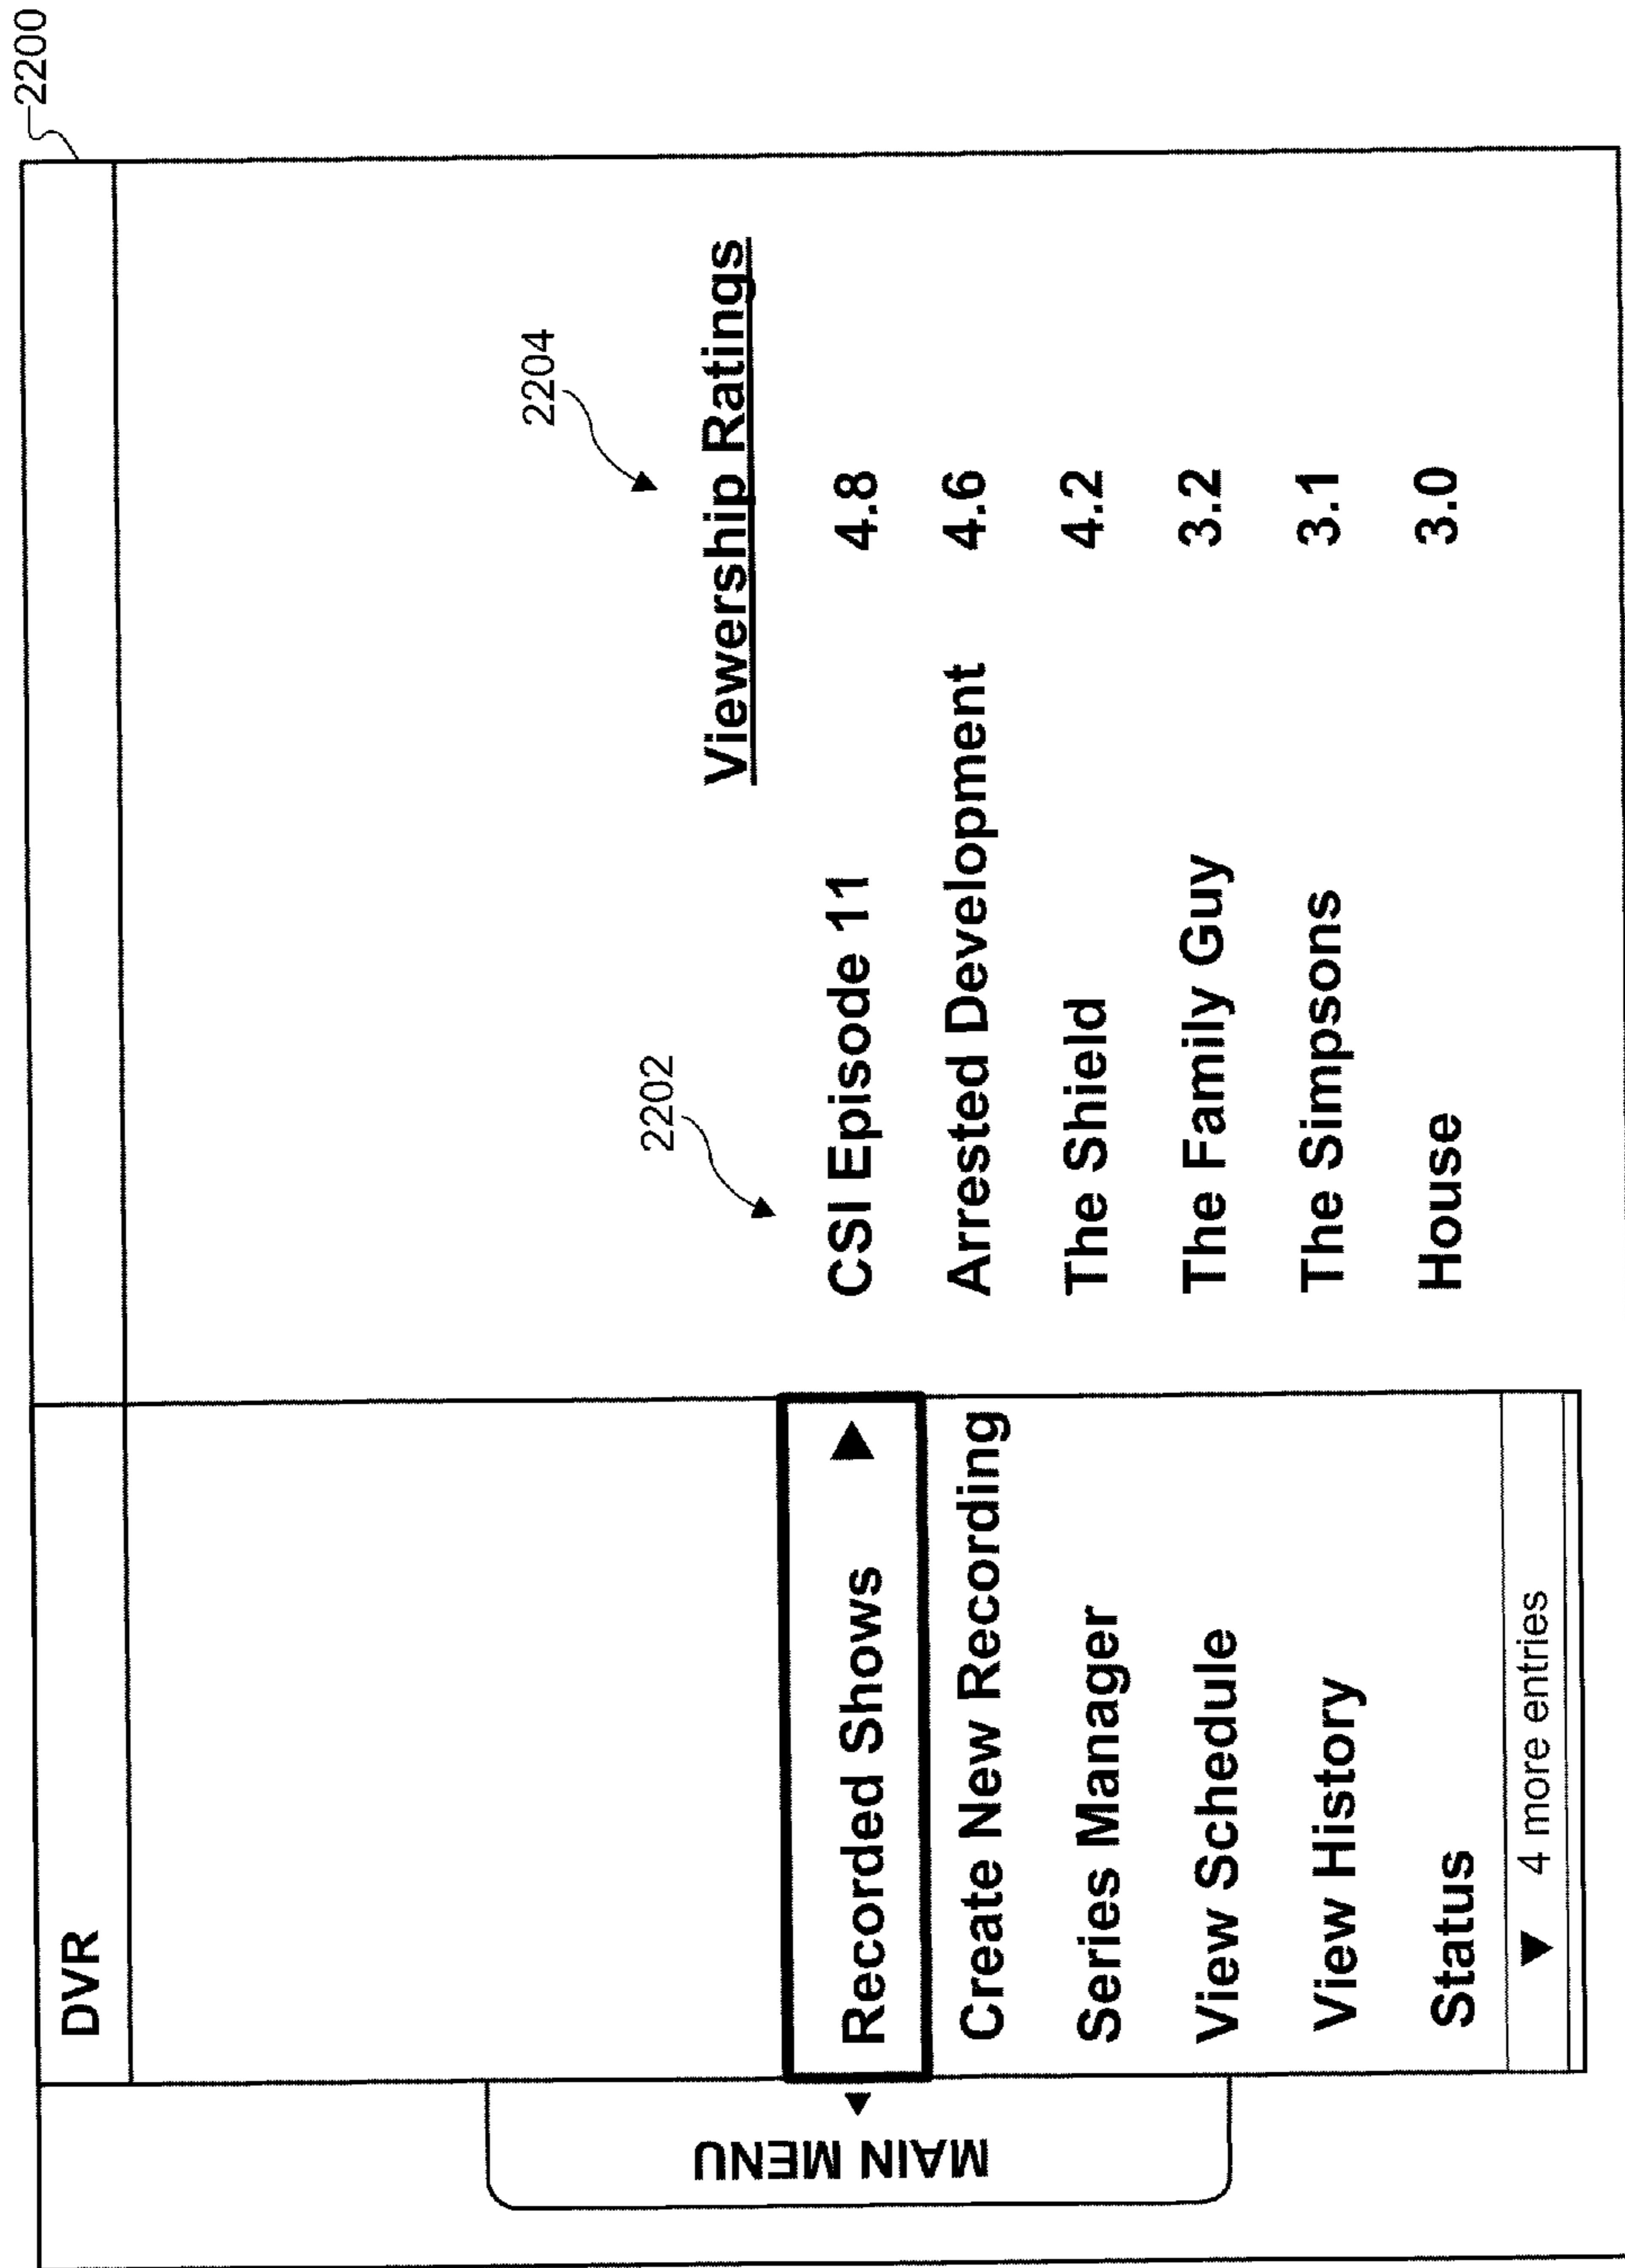 2200
DVR
MAIN MENU
Recorded Shows
Create New Recording
Series Manager
View Schedule
View History
Status
4 more entries
2204
Viewership Ratings
2202
CSI Episode 11 4.8
Arrested Development 4.6
The Shield 4.2
The Family Guy 3.2
The Simpsons 3.1
House 3.0